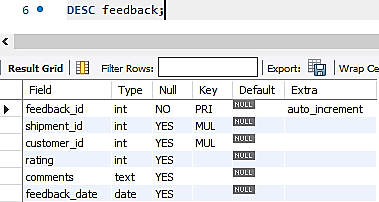 6 DESC feedback;
Result Grid Filter Rows: Export: Wrap Ce
Field Type Null Key Default Extra
feedback_id int NO PRI NULL auto_increment
shipment_id int YES MUL NULL
customer_id int YES MUL NULL
rating int YES NULL
comments text YES NULL
feedback_date date YES NULL